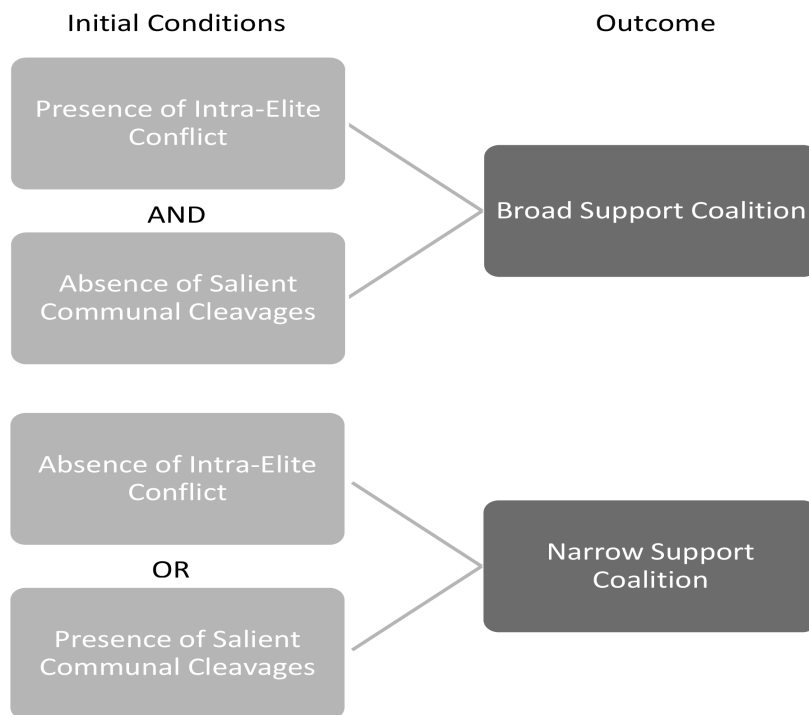 Initial Conditions
Outcome
Presence of Intra-Elite
Conflict
AND
Absence of Salient
Communal Cleavages
Broad Support Coalition
Absence of Intra-Elite
Conflict
OR
Presence of Salient
Communal Cleavages
Narrow Support
Coalition